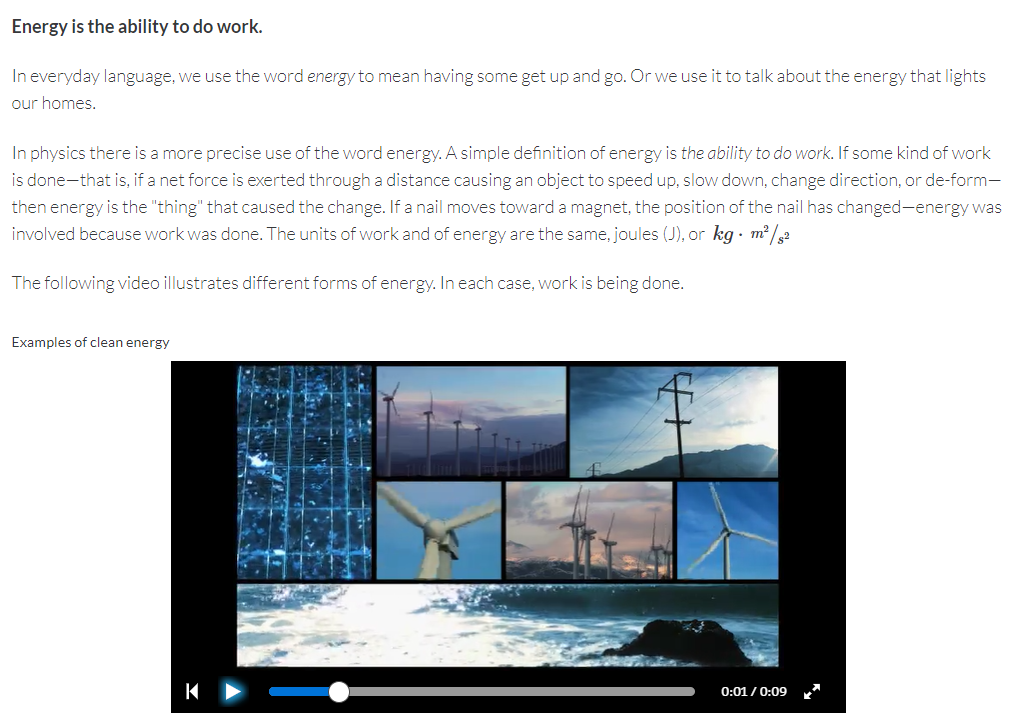 Energy is the ability to do work.
In everyday language, we use the word energy to mean having some get up and go. Or we use it to talk about the energy that lights
our homes.
In physics there is a more precise use of the word energy. A simple definition of energy is the ability to do work. If some kind of work
is done—that is, if a net force is exerted through a distance causing an object to speed up, slow down, change direction, or de-form—
then energy is the "thing" that caused the change. If a nail moves toward a magnet, the position of the nail has changed—energy was
involved because work was done. The units of work and of energy are the same, joules (J), or kg · m²/s²
The following video illustrates different forms of energy. In each case, work is being done.
Examples of clean energy
0:01 / 0:09